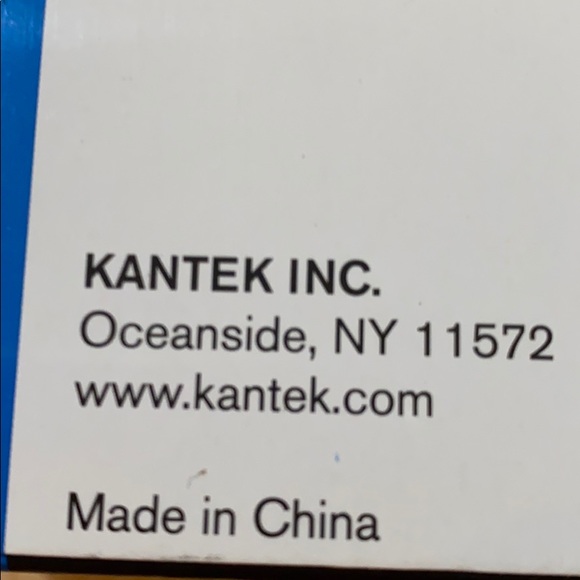 KANTEK INC.
Oceanside, NY 11572
www.kantek.com
Made in China